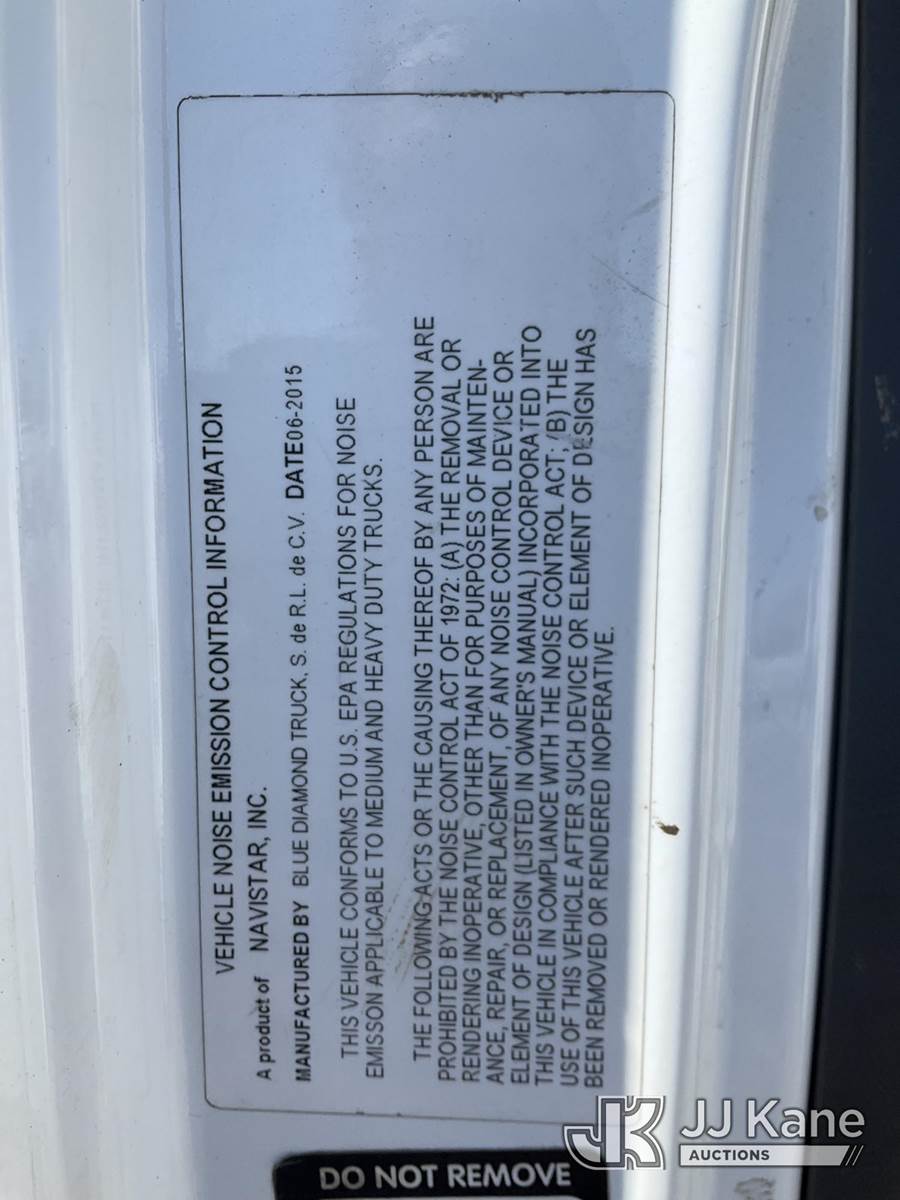 VEHICLE NOISE EMISSION CONTROL INFORMATION
A product of NAVISTAR, INC.
MANUFACTURED BY BLUE DIAMOND TRUCK, S. de R.L. de C.V. DATE06-2015
THIS VEHICLE CONFORMS TO U.S. EPA REGULATIONS FOR NOISE
EMISSON APPLICABLE TO MEDIUM AND HEAVY DUTY TRUCKS.
THE FOLLOWING ACTS OR THE CAUSING THEREOF BY ANY PERSON ARE
PROHIBITED BY THE NOISE CONTROL ACT OF 1972: (A) THE REMOVAL OR
RENDERING INOPERATIVE, OTHER THAN FOR PURPOSES OF MAINTEN-
ANCE, REPAIR, OR REPLACEMENT, OF ANY NOISE CONTROL DEVICE OR
ELEMENT OF DESIGN (LISTED IN OWNER'S MANUAL) INCORPORATED INTO
THIS VEHICLE IN COMPLIANCE WITH THE NOISE CONTROL ACT; (B) THE
USE OF THIS VEHICLE AFTER SUCH DEVICE OR ELEMENT OF DESIGN HAS
BEEN REMOVED OR RENDERED INOPERATIVE.
DO NOT REMOVE
JK JJ Kane
AUCTIONS